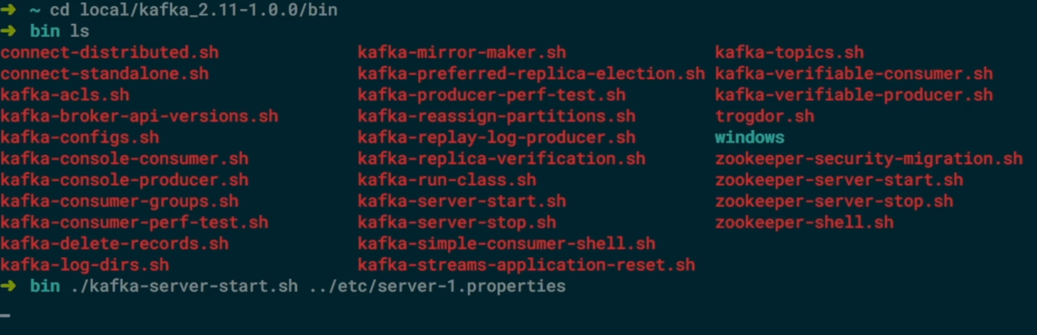 ➜ ~ cd local/kafka_2.11-1.0.0/bin
➜ bin ls
connect-distributed.sh kafka-mirror-maker.sh kafka-topics.sh
connect-standalone.sh kafka-preferred-replica-election.sh kafka-verifiable-consumer.sh
kafka-acls.sh kafka-producer-perf-test.sh kafka-verifiable-producer.sh
kafka-broker-api-versions.sh kafka-reassign-partitions.sh trogdor.sh
kafka-configs.sh kafka-replay-log-producer.sh windows
kafka-console-consumer.sh kafka-replica-verification.sh zookeeper-security-migration.sh
kafka-console-producer.sh kafka-run-class.sh zookeeper-server-start.sh
kafka-consumer-groups.sh kafka-server-start.sh zookeeper-server-stop.sh
kafka-consumer-perf-test.sh kafka-server-stop.sh zookeeper-shell.sh
kafka-delete-records.sh kafka-simple-consumer-shell.sh
kafka-log-dirs.sh kafka-streams-application-reset.sh
➜ bin ./kafka-server-start.sh ../etc/server-1.properties